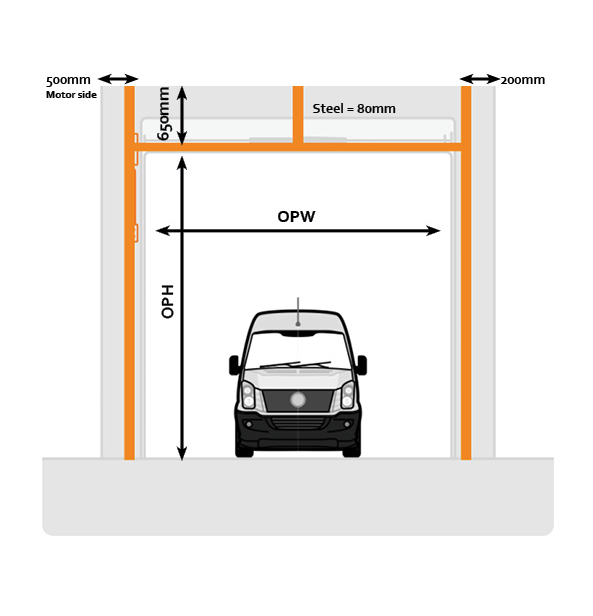 500mm
Motor side
200mm
650mm
Steel = 80mm
OPW
OPH